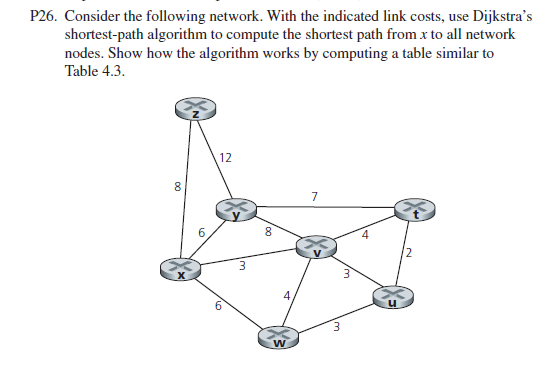 P26. Consider the following network. With the indicated link costs, use Dijkstra's
shortest-path algorithm to compute the shortest path from x to all network
nodes. Show how the algorithm works by computing a table similar to
Table 4.3.
z
12
8
7
y
t
6
8
4
v
2
3
x
3
4
u
6
3
w